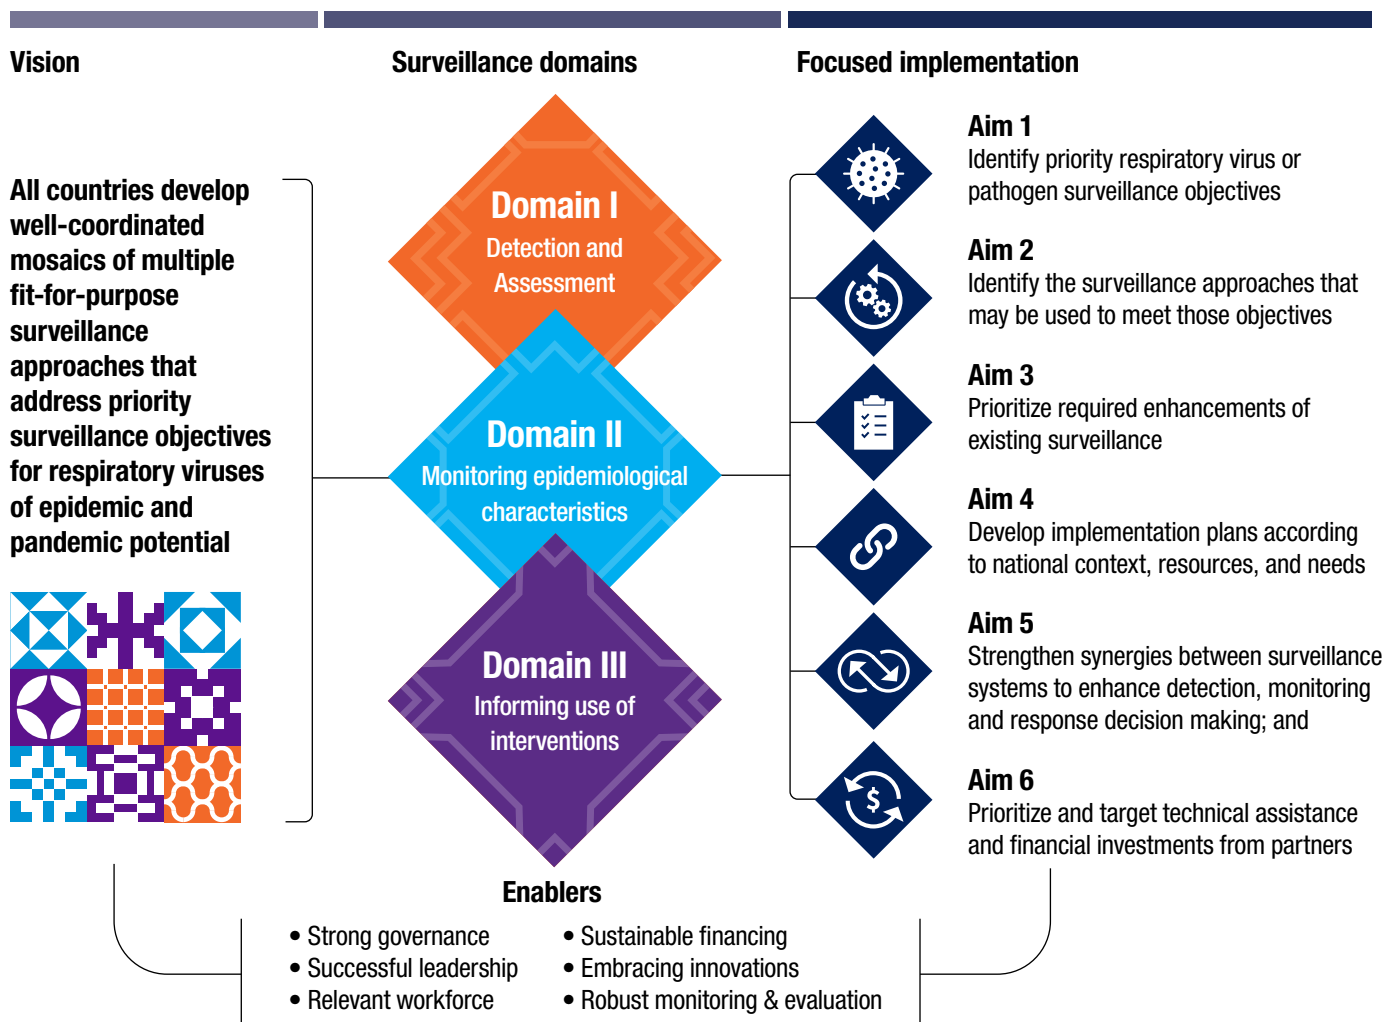 Vision
All countries develop
well-coordinated
mosaics of multiple
fit-for-purpose
surveillance
approaches that
address priority
surveillance objectives
for respiratory viruses
of epidemic and
pandemic potential
Surveillance domains
Domain I
Detection and
Assessment
Domain II
Monitoring epidemiological
characteristics
Domain III
Informing use of
interventions
Focused implementation
Aim 1
Identify priority respiratory virus or
pathogen surveillance objectives
Aim 2
Identify the surveillance approaches that
may be used to meet those objectives
Aim 3
Prioritize required enhancements of
existing surveillance
Aim 4
Develop implementation plans according
to national context, resources, and needs
Aim 5
Strengthen synergies between surveillance
systems to enhance detection, monitoring
and response decision making; and
$
Aim 6
Prioritize and target technical assistance
and financial investments from partners
Enablers
• Strong governance
• Successful leadership
• Relevant workforce
• Sustainable financing
• Embracing innovations
• Robust monitoring & evaluation